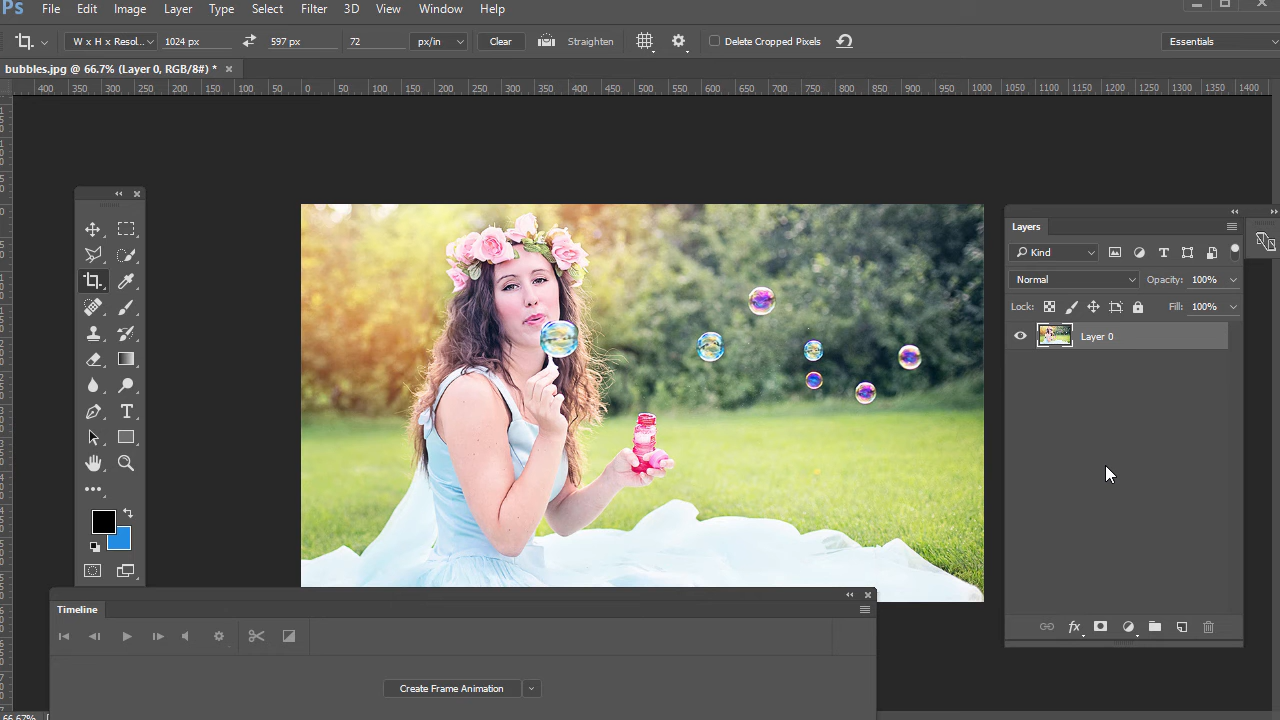 Ps File Edit Image Layer Type Select Filter 3D View Window Help
W x H x Resol... 1024 px 597 px 72 px/in Clear Straighten Delete Cropped Pixels Essentials
bubbles.jpg @ 66.7% (Layer 0, RGB/8#) *
400 350 300 250 200 150 100 50 0 50 100 150 200 250 300 350 400 450 500 550 600 650 700 750 800 850 900 950 1000 1050 1100 1150 1200 1250 1300 1350 1400
Layers
Kind
Normal Opacity: 100%
Lock: Fill: 100%
Layer 0
fx
Timeline
Create Frame Animation
66.67%